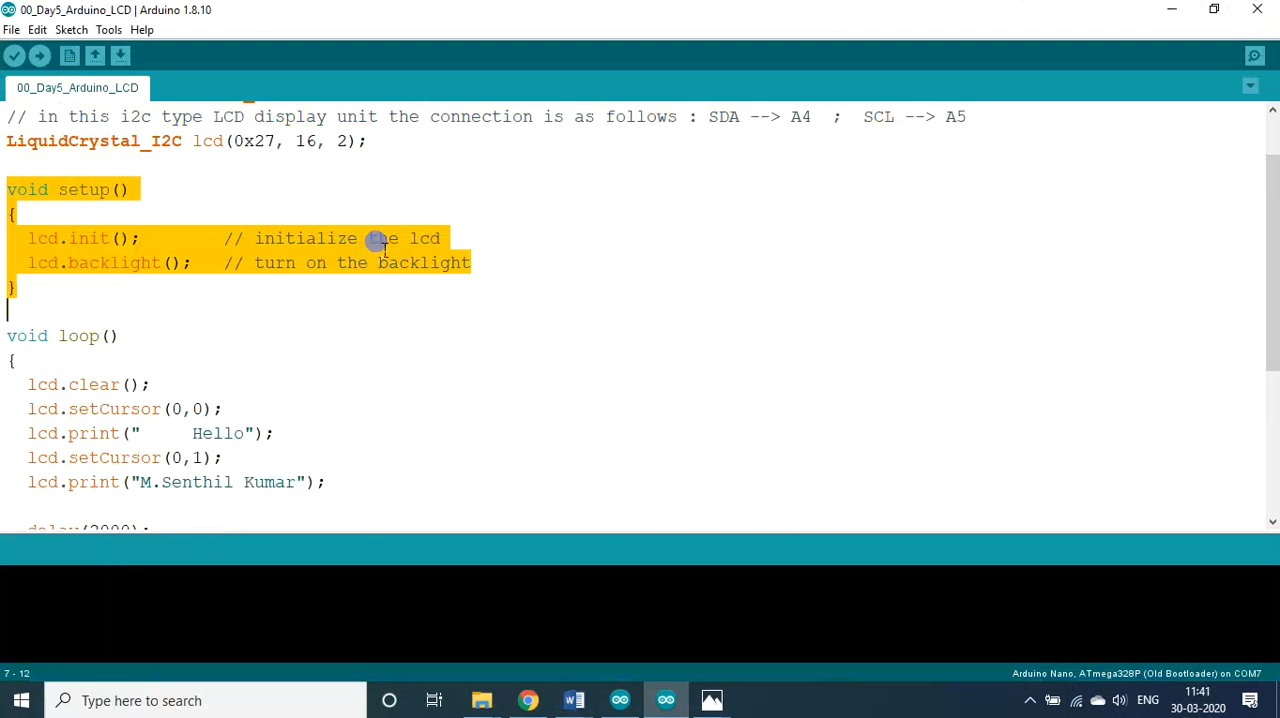 00_Day5_Arduino_LCD | Arduino 1.8.10
File Edit Sketch Tools Help
00_Day5_Arduino_LCD
// in this i2c type LCD display unit the connection is as follows : SDA --> A4 ; SCL --> A5
LiquidCrystal_I2C lcd(0x27, 16, 2);
void setup()
{
lcd.init(); // initialize the lcd
lcd.backlight(); // turn on the backlight
}
void loop()
{
lcd.clear();
lcd.setCursor(0,0);
lcd.print("     Hello");
lcd.setCursor(0,1);
lcd.print("M.Senthil Kumar");
delay(2000);
7 - 12
Arduino Nano, ATmega328P (Old Bootloader) on COM7
Type here to search
ENG
11:41
30-03-2020